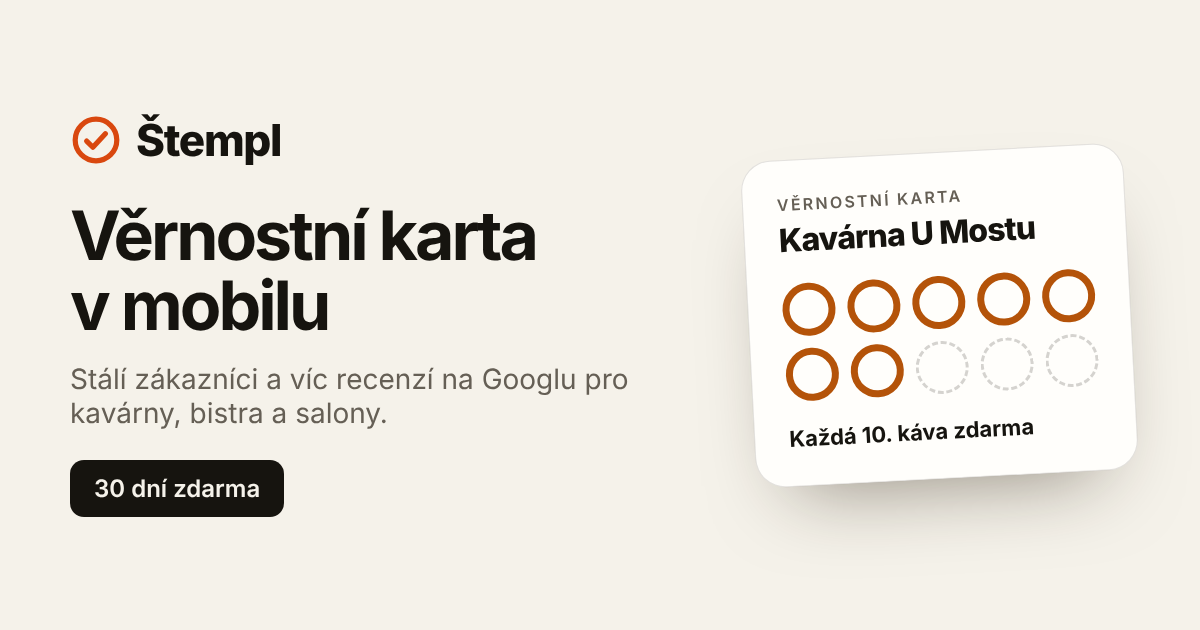 Štempl
Věrnostní karta
v mobilu
Stálí zákazníci a víc recenzí na Googlu pro
kavárny, bistra a salony.
30 dní zdarma
VĚRNOSTNÍ KARTA
Kavárna U Mostu
Každá 10. káva zdarma